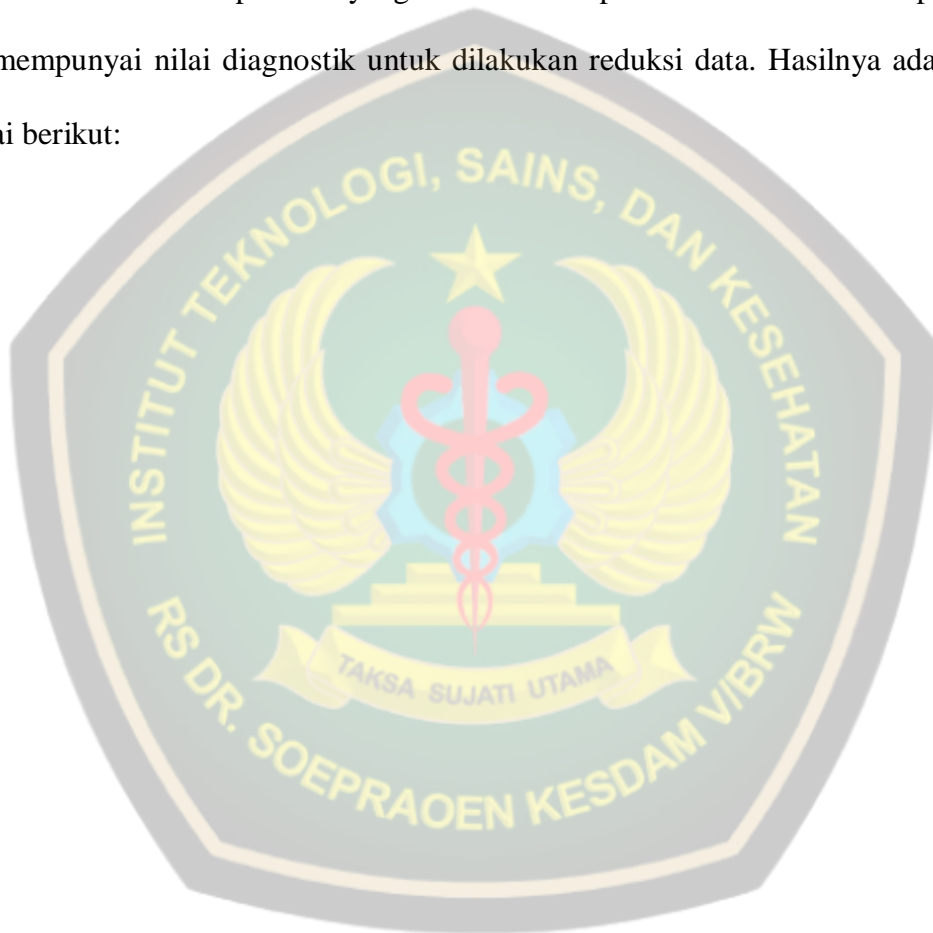 mempunyai nilai diagnostik untuk dilakukan reduksi data. Hasilnya ada
berikut:
INSTITUT TEKNOLOGI, SAINS, DAN KESEHATAN
TAKSA SUJATI UTAMA
RS DR. SOEPRAOEN KESDAM V/BRW